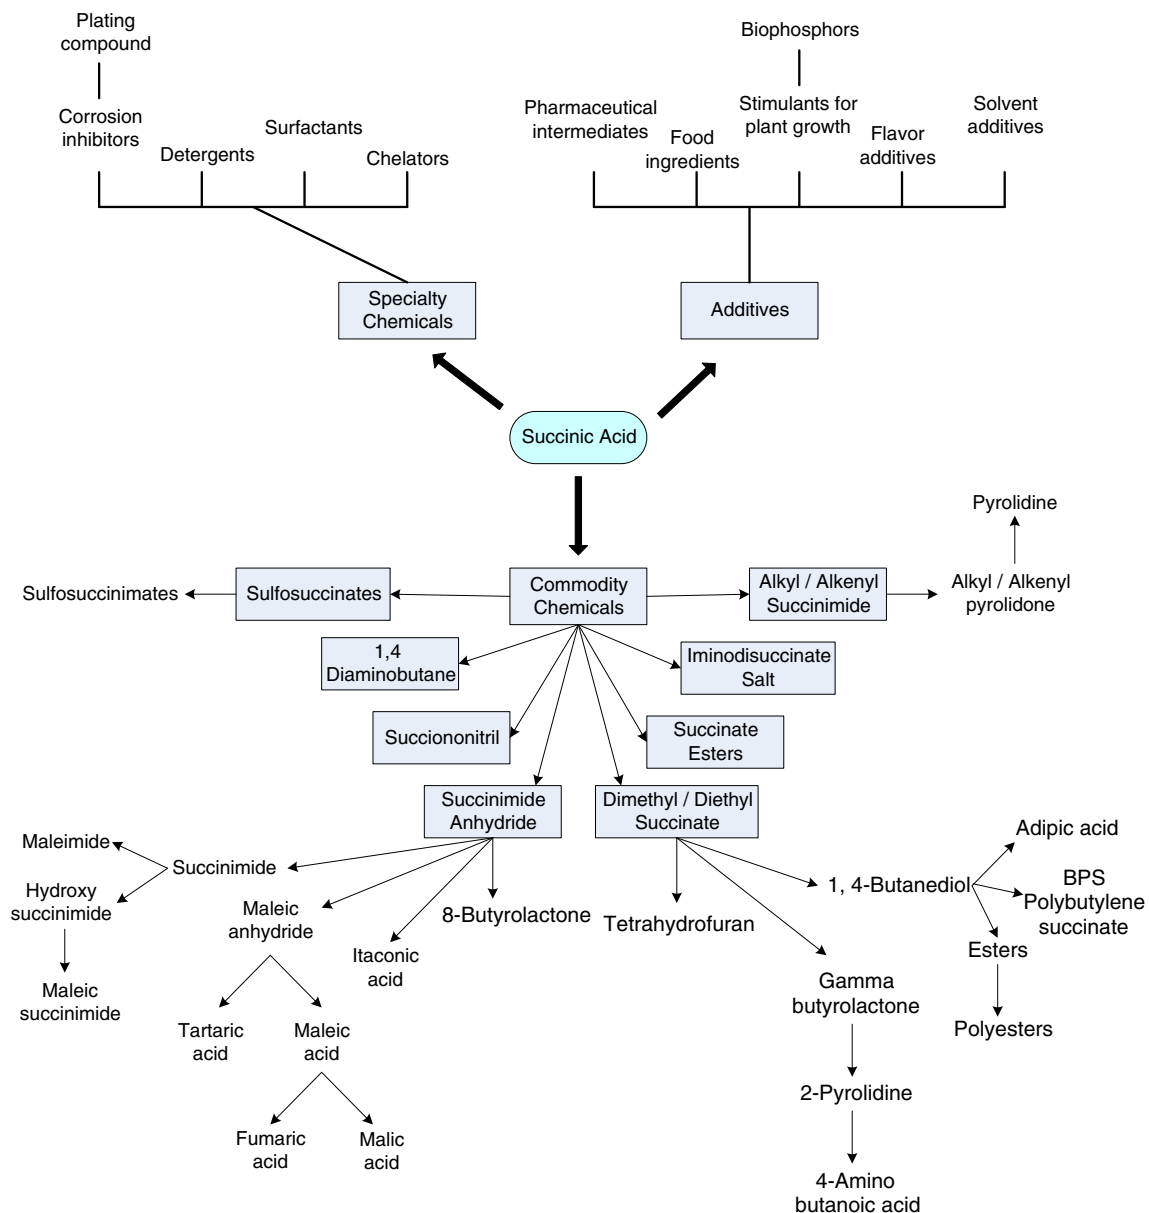 Plating
compound
Biophosphors
Corrosion
inhibitors
Detergents
Surfactants
Chelators
Pharmaceutical
intermediates
Food
ingredients
Stimulants for
plant growth
Flavor
additives
Solvent
additives
Specialty
Chemicals
Additives
Succinic Acid
Pyrolidine
Sulfosuccinimates
Sulfosuccinates
Commodity
Chemicals
Alkyl / Alkenyl
Succinimide
Alkyl / Alkenyl
pyrolidone
1,4
Diaminobutane
Iminodisuccinate
Salt
Succiononitril
Succinate
Esters
Succinimide
Anhydride
Dimethyl / Diethyl
Succinate
Maleimide
Succinimide
Hydroxy
succinimide
Maleic
succinimide
Maleic
anhydride
Itaconic
acid
8-Butyrolactone
Tetrahydrofuran
1, 4-Butanediol
Adipic acid
BPS
Polybutylene
succinate
Esters
Polyesters
Tartaric
acid
Maleic
acid
Fumaric
acid
Malic
acid
Gamma
butyrolactone
2-Pyrolidine
4-Amino
butanoic acid